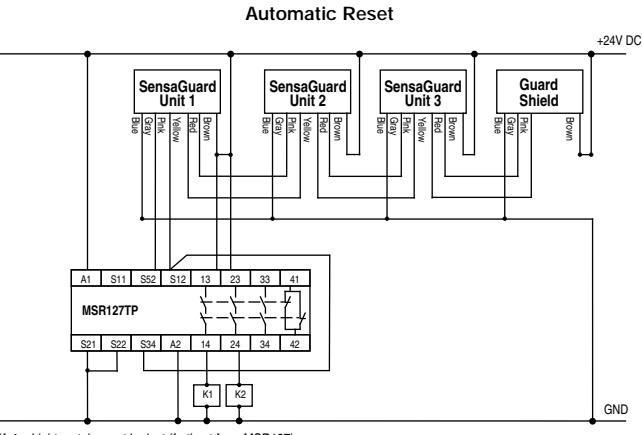 Automatic Reset
+24V DC
SensaGuard
Unit 1
SensaGuard
Unit 2
SensaGuard
Unit 3
Guard
Shield
Blue
Gray
Pink
Yellow
Red
Brown
Blue
Gray
Pink
Yellow
Red
Brown
Blue
Gray
Pink
Yellow
Red
Brown
Blue
Gray
Pink
Brown
A1 S11 S52 S12 13 23 33 41
MSR127TP
S21 S22 S34 A2 14 24 34 42
K1 K2
GND